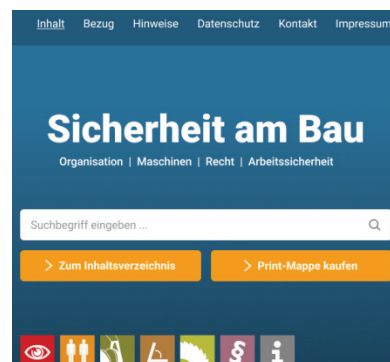 Inhalt Bezug Hinweise Datenschutz Kontakt Impressum
Sicherheit am Bau
Organisation | Maschinen | Recht | Arbeitssicherheit
Suchbegriff eingeben ...
> Zum Inhaltsverzeichnis > Print-Mappe kaufen
§ i